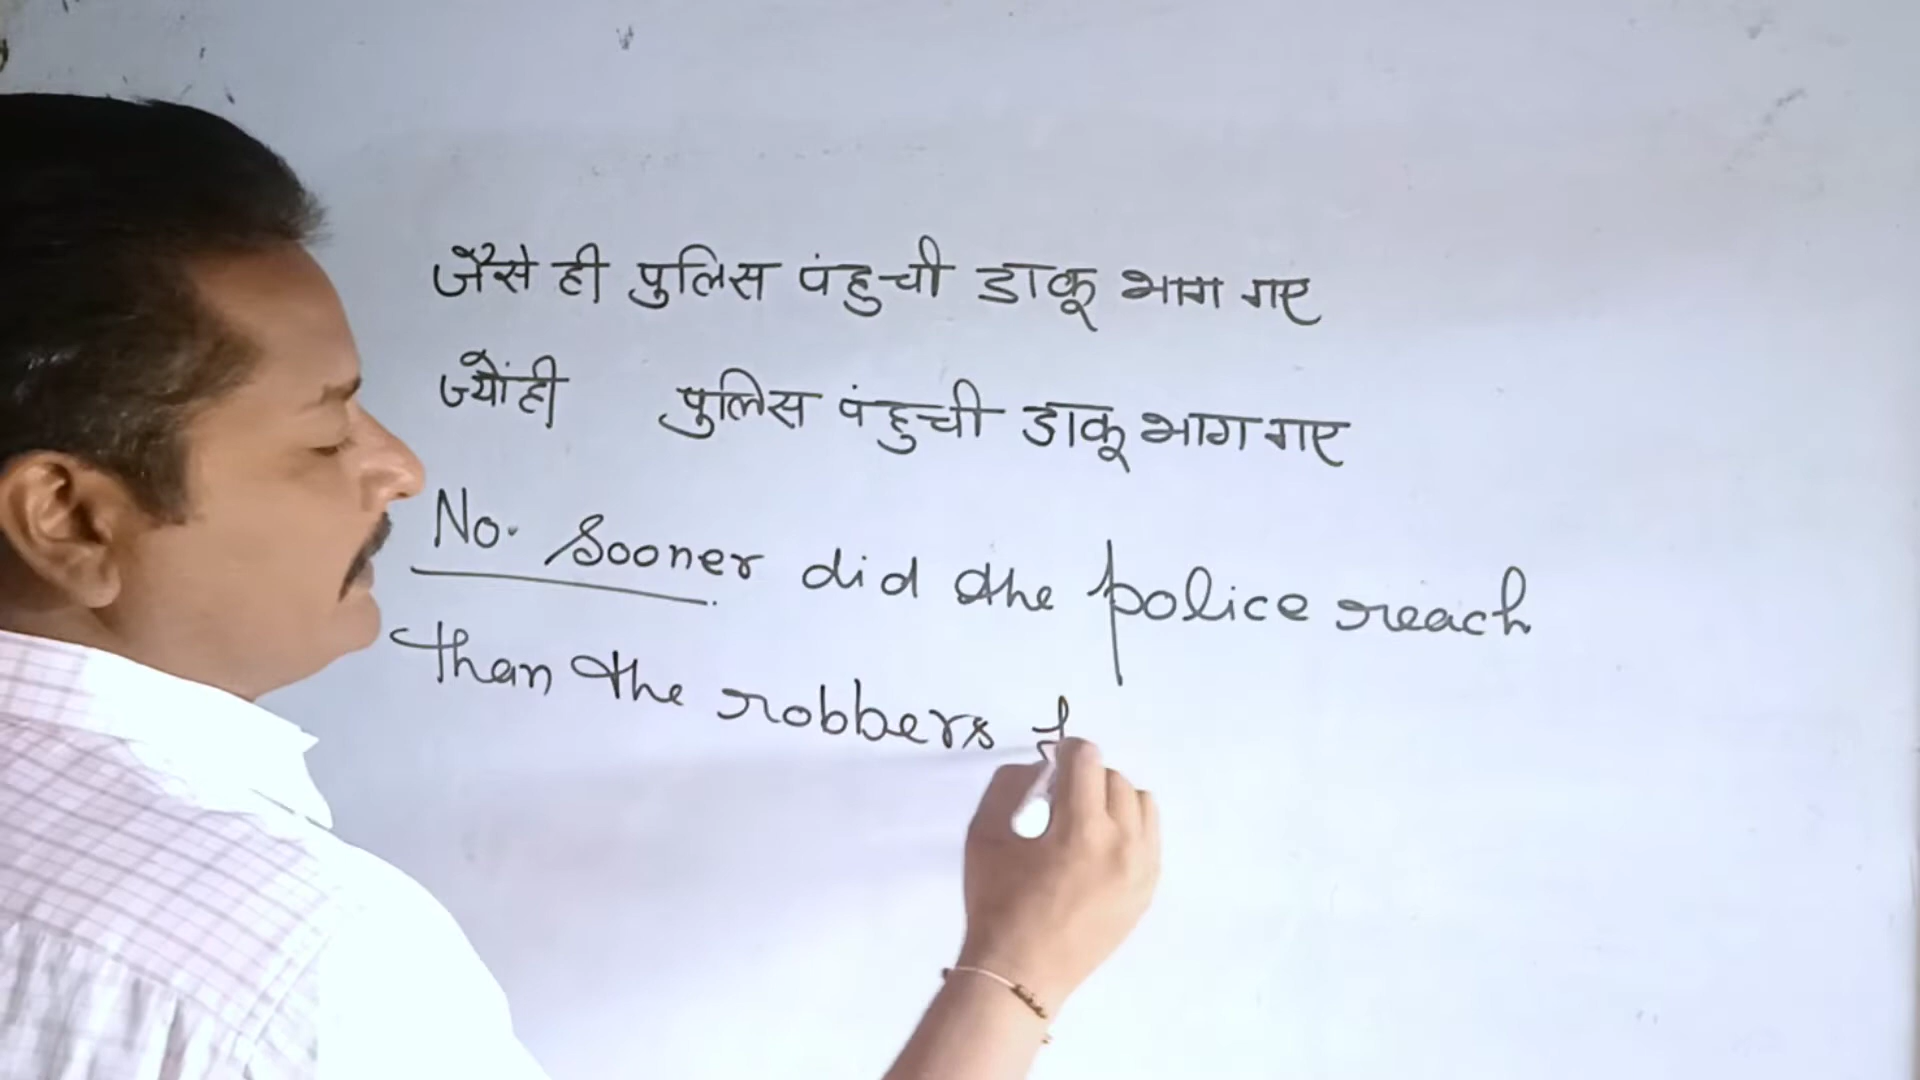 जैसे ही पुलिस पंहुची डाकू भाग गए
ज्योंही पुलिस पंहुची डाकू भाग गए
No. Sooner did the police reach
than the robbers f